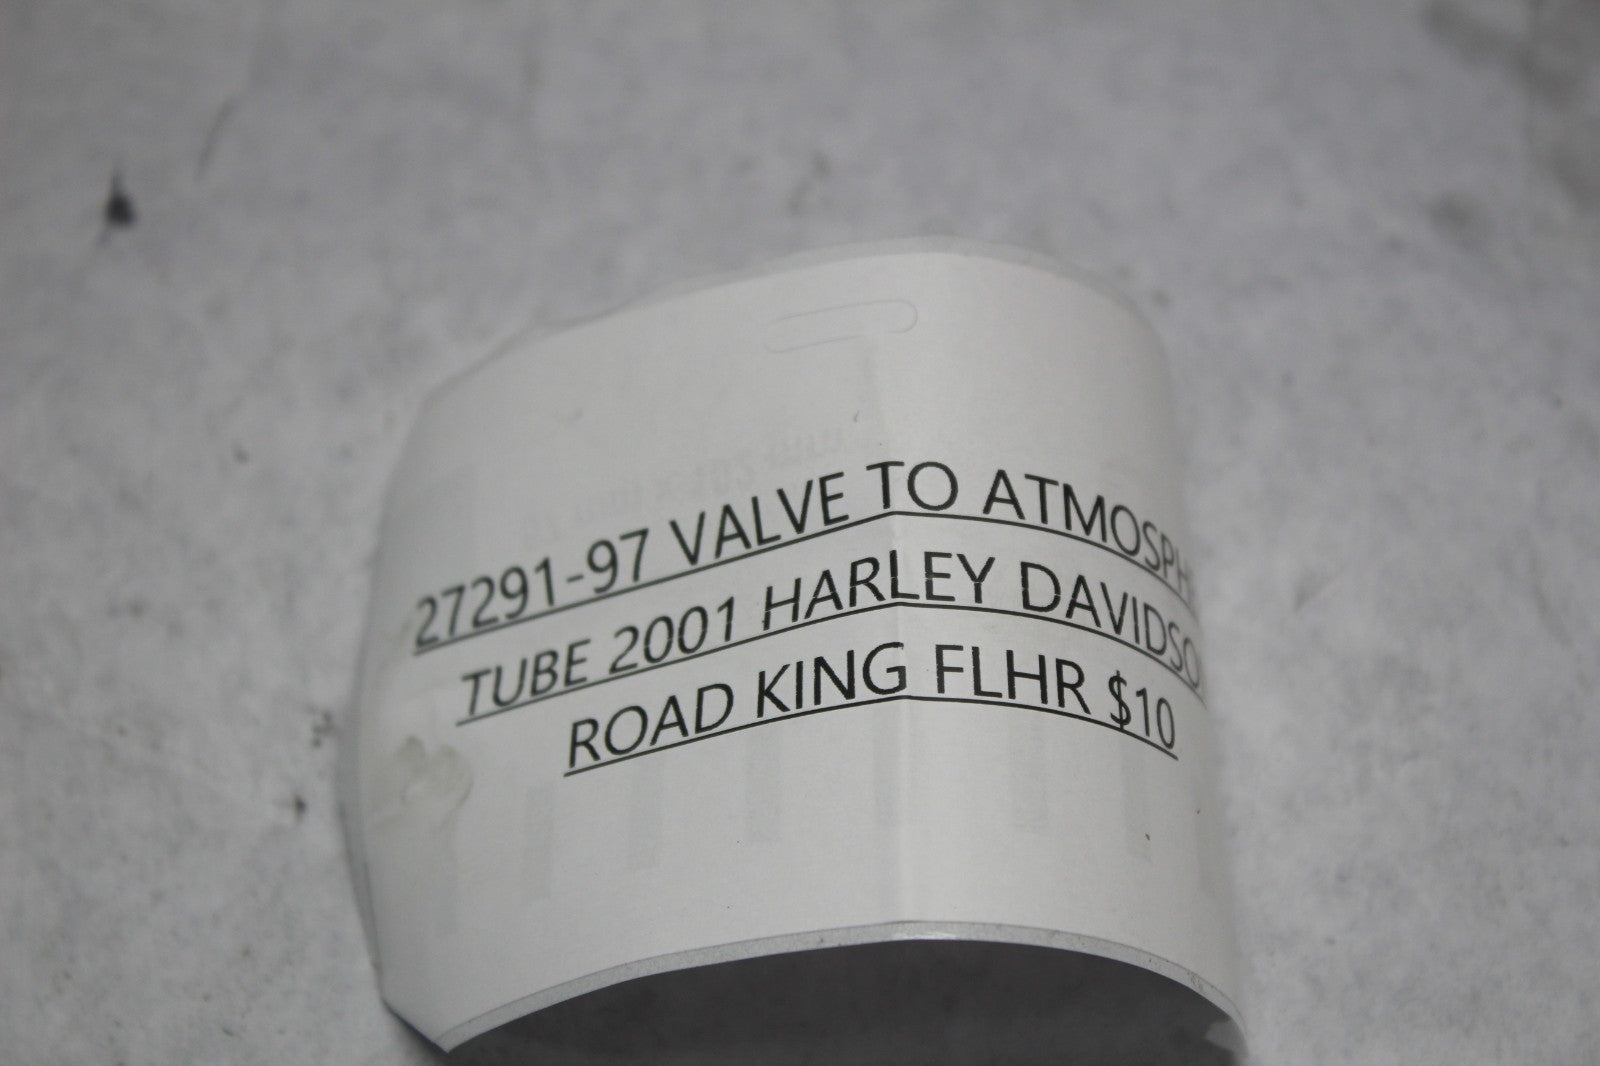 27291-97 VALVE TO ATMOSPH
TUBE 2001 HARLEY DAVIDSO
ROAD KING FLHR $10